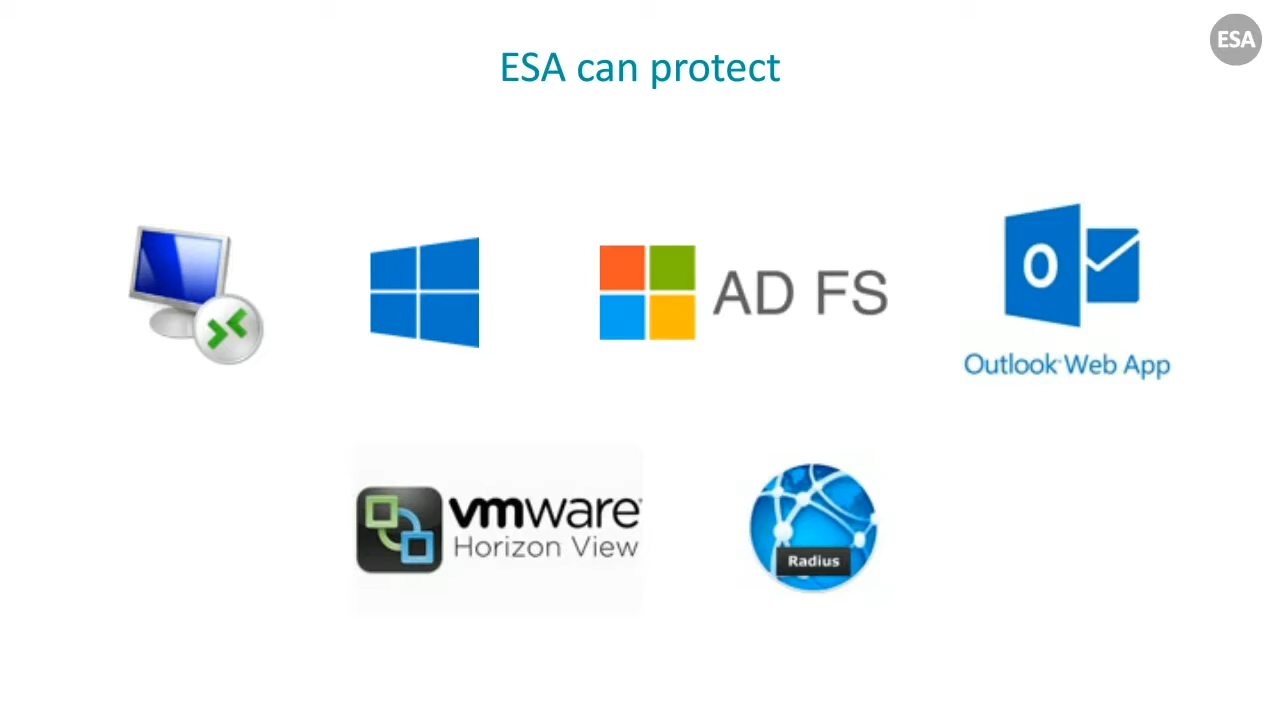 ESA
ESA can protect
AD FS
O
Outlook Web App
vmware
Horizon View
Radius